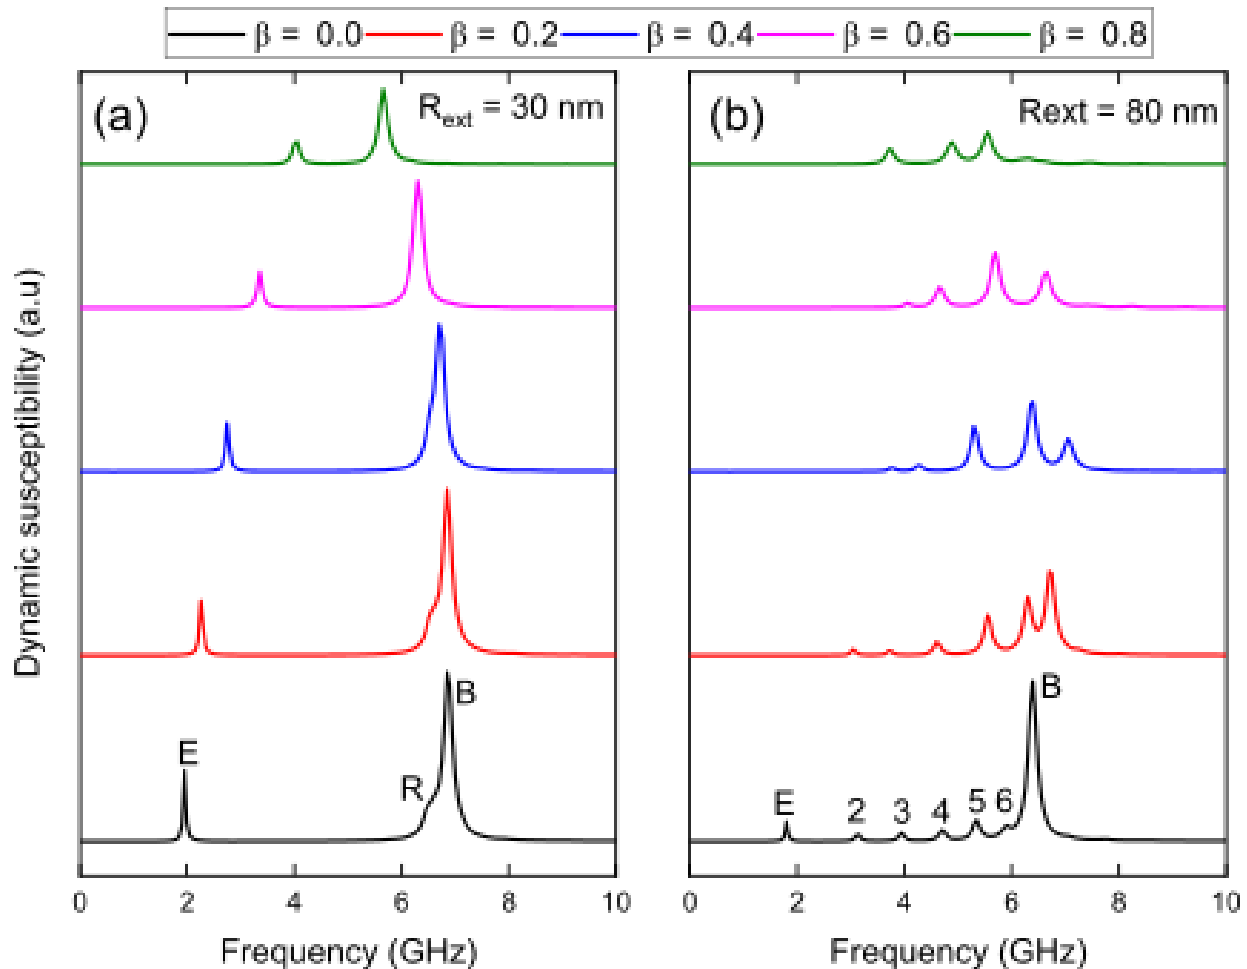 β = 0.0 β = 0.2 β = 0.4 β = 0.6 β = 0.8
(a) Rext = 30 nm
E
R
B
0 2 4 6 8 10
Frequency (GHz)
Dynamic susceptibility (a.u)
(b) Rext = 80 nm
E 2 3 4 5 6 B
0 2 4 6 8 10
Frequency (GHz)